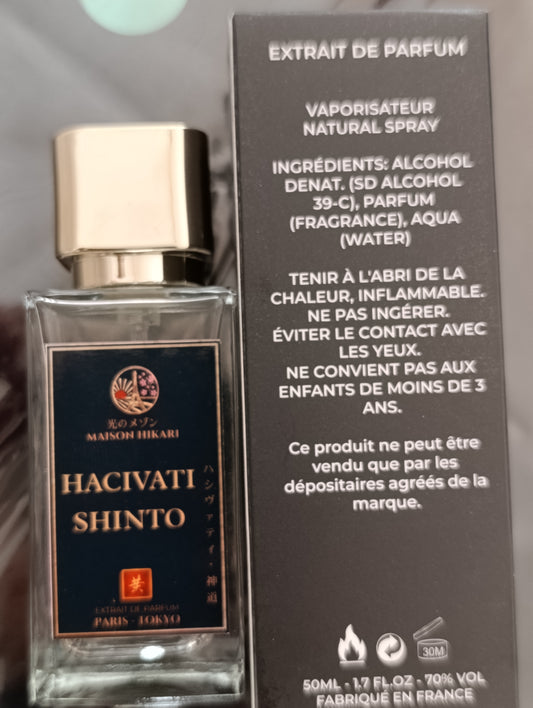 光のメゾン
MAISON HIKARI
HACIVATI
SHINTO
ハシヴァティ・神道
EXTRAIT DE PARFUM
PARIS - TOKYO
EXTRAIT DE PARFUM
VAPORISATEUR
NATURAL SPRAY
INGRÉDIENTS: ALCOHOL
DENAT. (SD ALCOHOL
39-C), PARFUM
(FRAGRANCE), AQUA
(WATER)
TENIR À L'ABRI DE LA
CHALEUR, INFLAMMABLE.
NE PAS INGÉRER.
ÉVITER LE CONTACT AVEC
LES YEUX.
NE CONVIENT PAS AUX
ENFANTS DE MOINS DE 3
ANS.
Ce produit ne peut être
vendu que par les
dépositaires agréés de la
marque.
30M
50ML - 1.7 FL.OZ - 70% VOL
FABRIQUÉ EN FRANCE